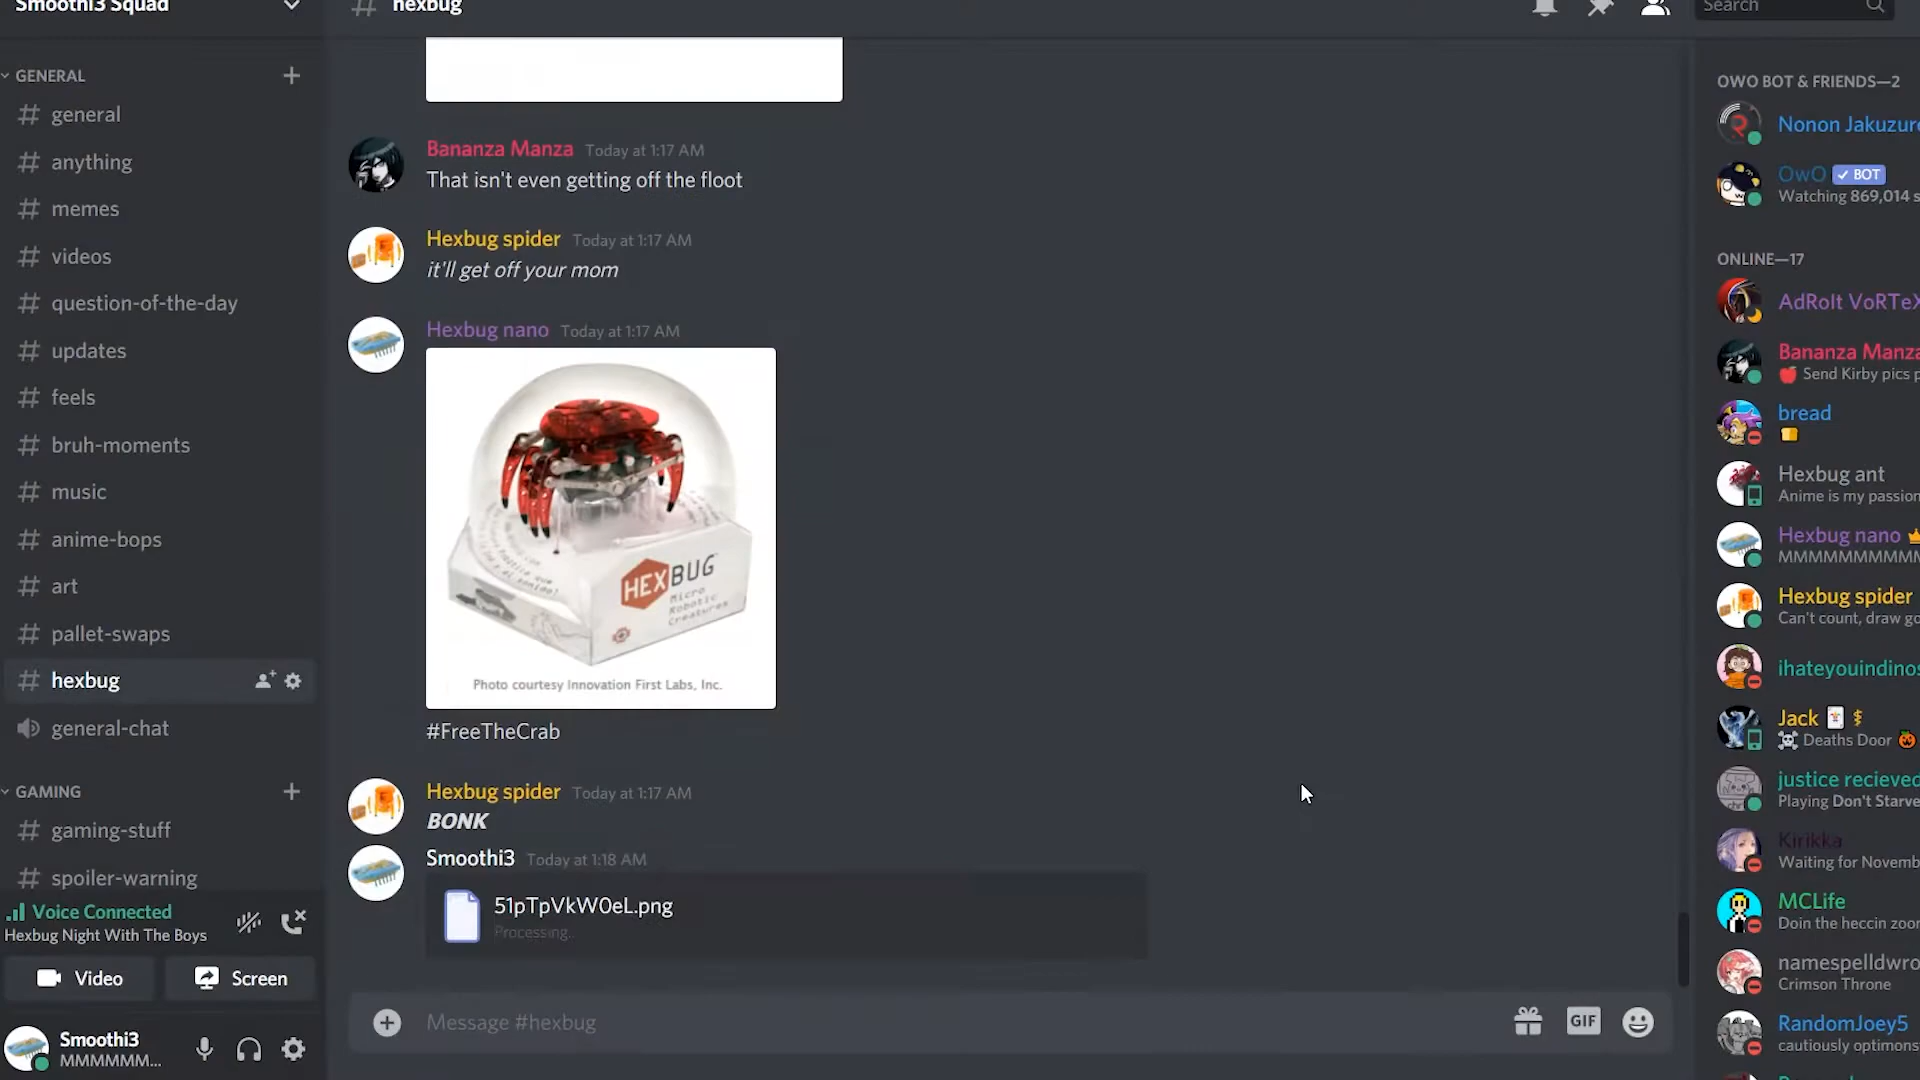 Smoothi3 Squad
# hexbug
Search
GENERAL
# general
# anything
# memes
# videos
# question-of-the-day
# updates
# feels
# bruh-moments
# music
# anime-bops
# art
# pallet-swaps
# hexbug
general-chat
GAMING
# gaming-stuff
# spoiler-warning
Voice Connected
Hexbug Night With The Boys
Video
Screen
Smoothi3
MMMMMM...
Bananza Manza Today at 1:17 AM
That isn't even getting off the floot
Hexbug spider Today at 1:17 AM
it'll get off your mom
Hexbug nano Today at 1:17 AM
HEXBUG
Micro
Robotic
Creatures
Photo courtesy Innovation First Labs, Inc.
#FreeTheCrab
Hexbug spider Today at 1:17 AM
BONK
Smoothi3 Today at 1:18 AM
51pTpVkW0eL.png
Processing..
Message #hexbug
GIF
OWO BOT & FRIENDS—2
Nonon Jakuzure
OwO BOT
Watching 869,014 s
ONLINE—17
AdRoIt VoRTeX
Bananza Manza
Send Kirby pics p
bread
Hexbug ant
Anime is my passion
Hexbug nano
MMMMMMMMMM
Hexbug spider
Can't count, draw go
ihateyouindinos
Jack
Deaths Door
justice recieved
Playing Don't Starve
Kirikka
Waiting for Novemb
MCLife
Doin the heccin zoor
namespelldwro
Crimson Throne
RandomJoey5
cautiously optimons